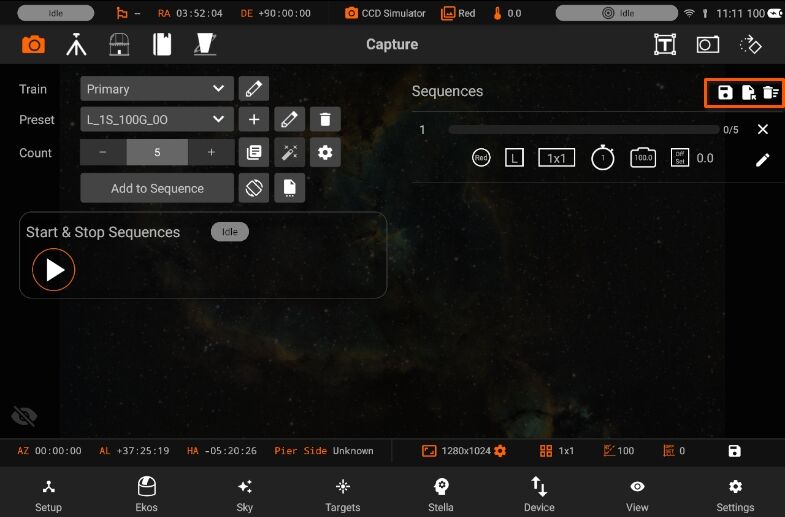 Idle -- RA 03:52:04 DE +90:00:00 CCD Simulator Red 0.0 Idle 11:11 100
Capture
Train Primary
Preset L_1S_100G_0O
Count - 5 +
Add to Sequence
Start & Stop Sequences Idle
Sequences
1 0/5
Red L 1x1 1 100.0 Off Set 0.0
AZ 00:00:00 AL +37:25:19 HA -05:20:26 Pier Side Unknown 1280x1024 1x1 100 0
Setup Ekos Sky Targets Stella Device View Settings